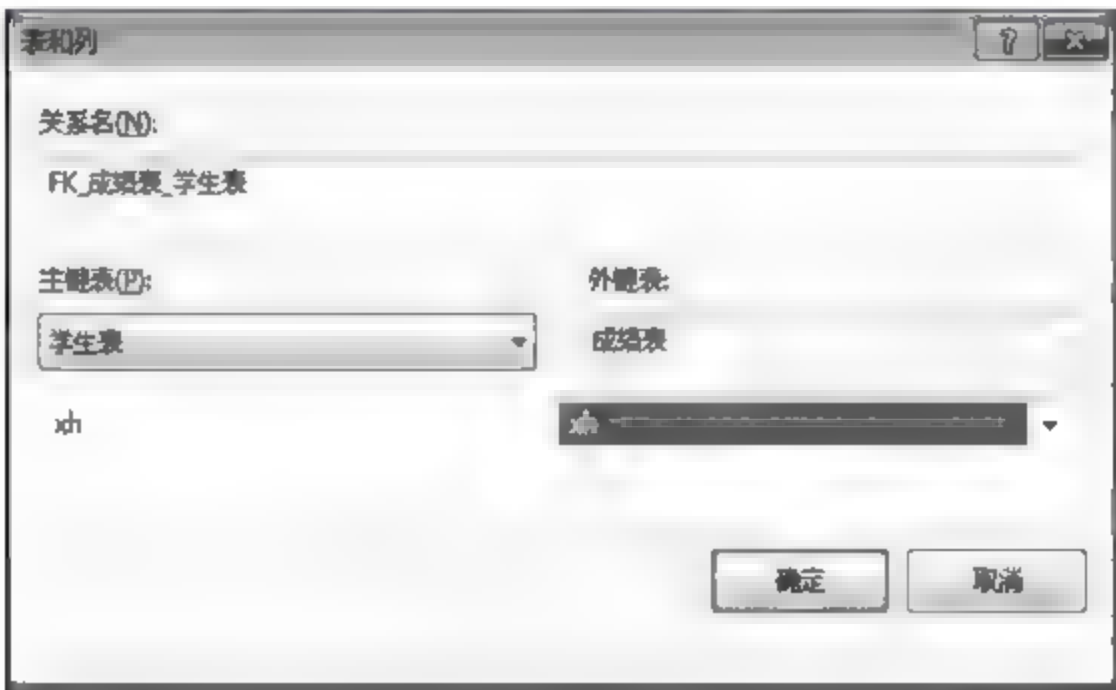 表和列
关系名(N):
FK_成绩表_学生表
主键表(P):
外键表:
学生表
成绩表
xh
xh
确定
取消